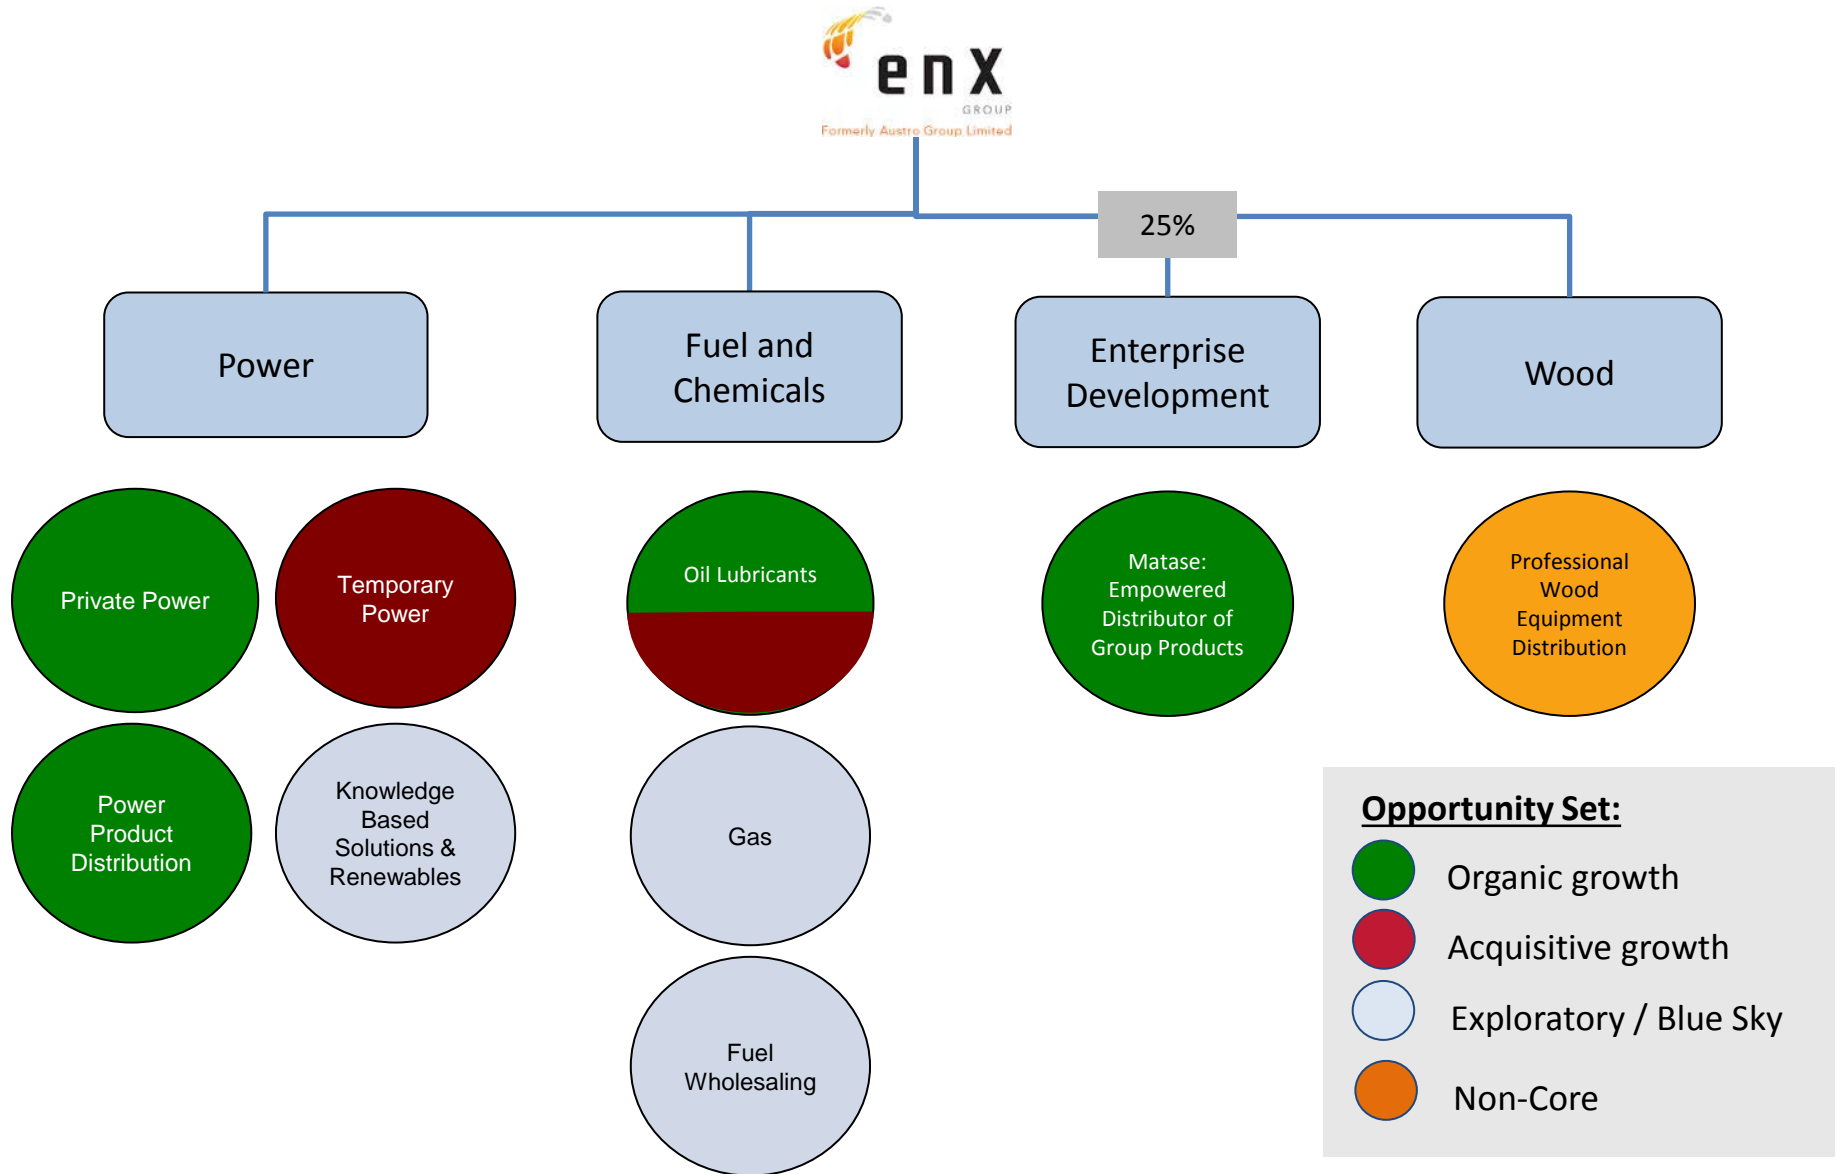 enX
GROUP
Formerly Austro Group Limited
25%
Power
Fuel and
Chemicals
Enterprise
Development
Wood
Private Power
Temporary
Power
Oil Lubricants
Matase:
Empowered
Distributor of
Group Products
Professional
Wood
Equipment
Distribution
Power
Product
Distribution
Knowledge
Based
Solutions &
Renewables
Gas
Fuel
Wholesaling
Opportunity Set:
Organic growth
Acquisitive growth
Exploratory / Blue Sky
Non-Core